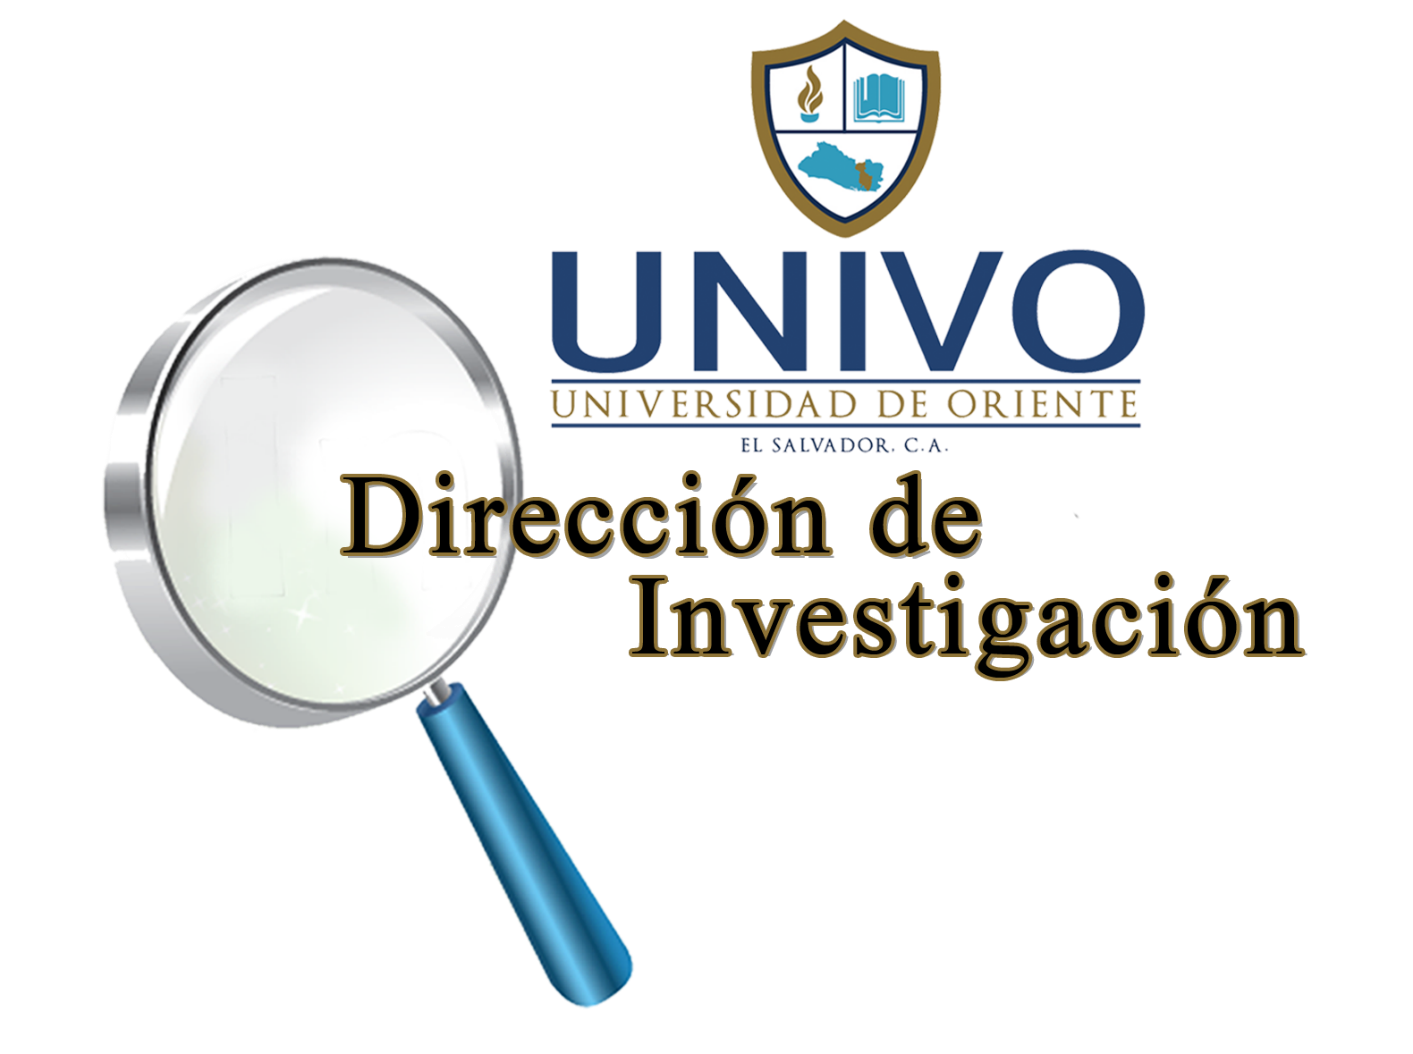 UNIVO
UNIVERSIDAD DE ORIENTE
EL SALVADOR, C.A.
Dirección de
Investigación